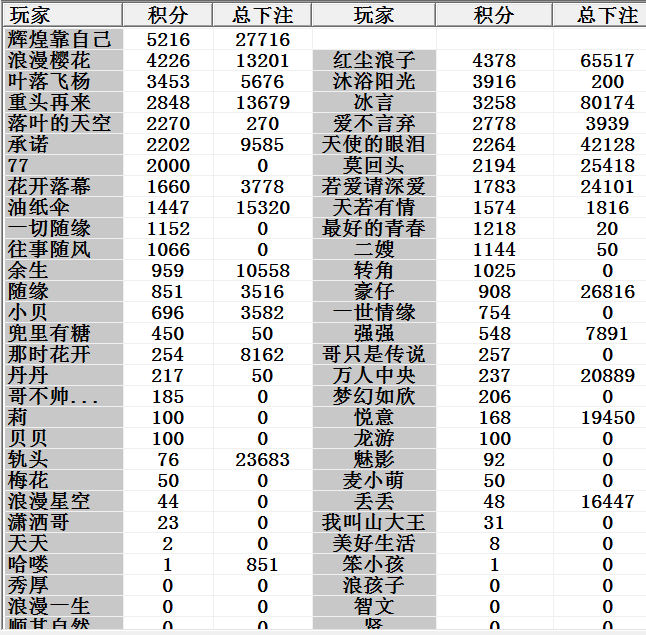 玩家 积分 总下注 玩家 积分 总下注
辉煌靠自己 5216 27716
浪漫樱花 4226 13201 红尘浪子 4378 65517
叶落飞杨 3453 5676 沐浴阳光 3916 200
重头再来 2848 13679 冰言 3258 80174
落叶的天空 2270 270 爱不言弃 2778 3939
承诺 2202 9585 天使的眼泪 2264 42128
77 2000 0 莫回头 2194 25418
花开落幕 1660 3778 若爱请深爱 1783 24101
油纸伞 1447 15320 天若有情 1574 1816
一切随缘 1152 0 最好的青春 1218 20
往事随风 1066 0 二嫂 1144 50
余生 959 10558 转角 1025 0
随缘 851 3516 豪仔 908 26816
小贝 696 3582 一世情缘 754 0
兜里有糖 450 50 强强 548 7891
那时花开 254 8162 哥只是传说 257 0
丹丹 217 50 万人中央 237 20889
哥不帅... 185 0 梦幻如欣 206 0
莉 100 0 悦意 168 19450
贝贝 100 0 龙游 100 0
轨头 76 23683 魅影 92 0
梅花 50 0 麦小萌 50 0
浪漫星空 44 0 丢丢 48 16447
潇洒哥 23 0 我叫山大王 31 0
天天 2 0 美好生活 8 0
哈喽 1 851 笨小孩 1 0
秀厚 0 0 浪孩子 0 0
浪漫一生 0 0 智文 0 0
顺其自然 0 0 贤 0 0